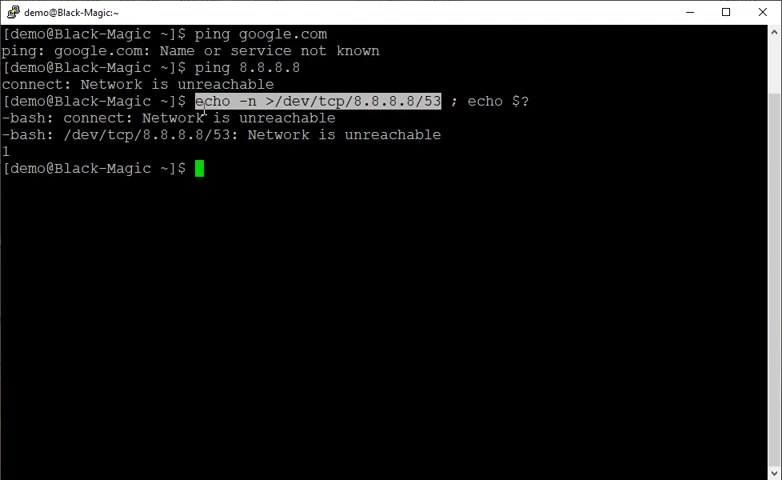 demo@Black-Magic:~
[demo@Black-Magic ~]$ ping google.com
ping: google.com: Name or service not known
[demo@Black-Magic ~]$ ping 8.8.8.8
connect: Network is unreachable
[demo@Black-Magic ~]$ echo -n >/dev/tcp/8.8.8.8/53 ; echo $?
-bash: connect: Network is unreachable
-bash: /dev/tcp/8.8.8.8/53: Network is unreachable
1
[demo@Black-Magic ~]$